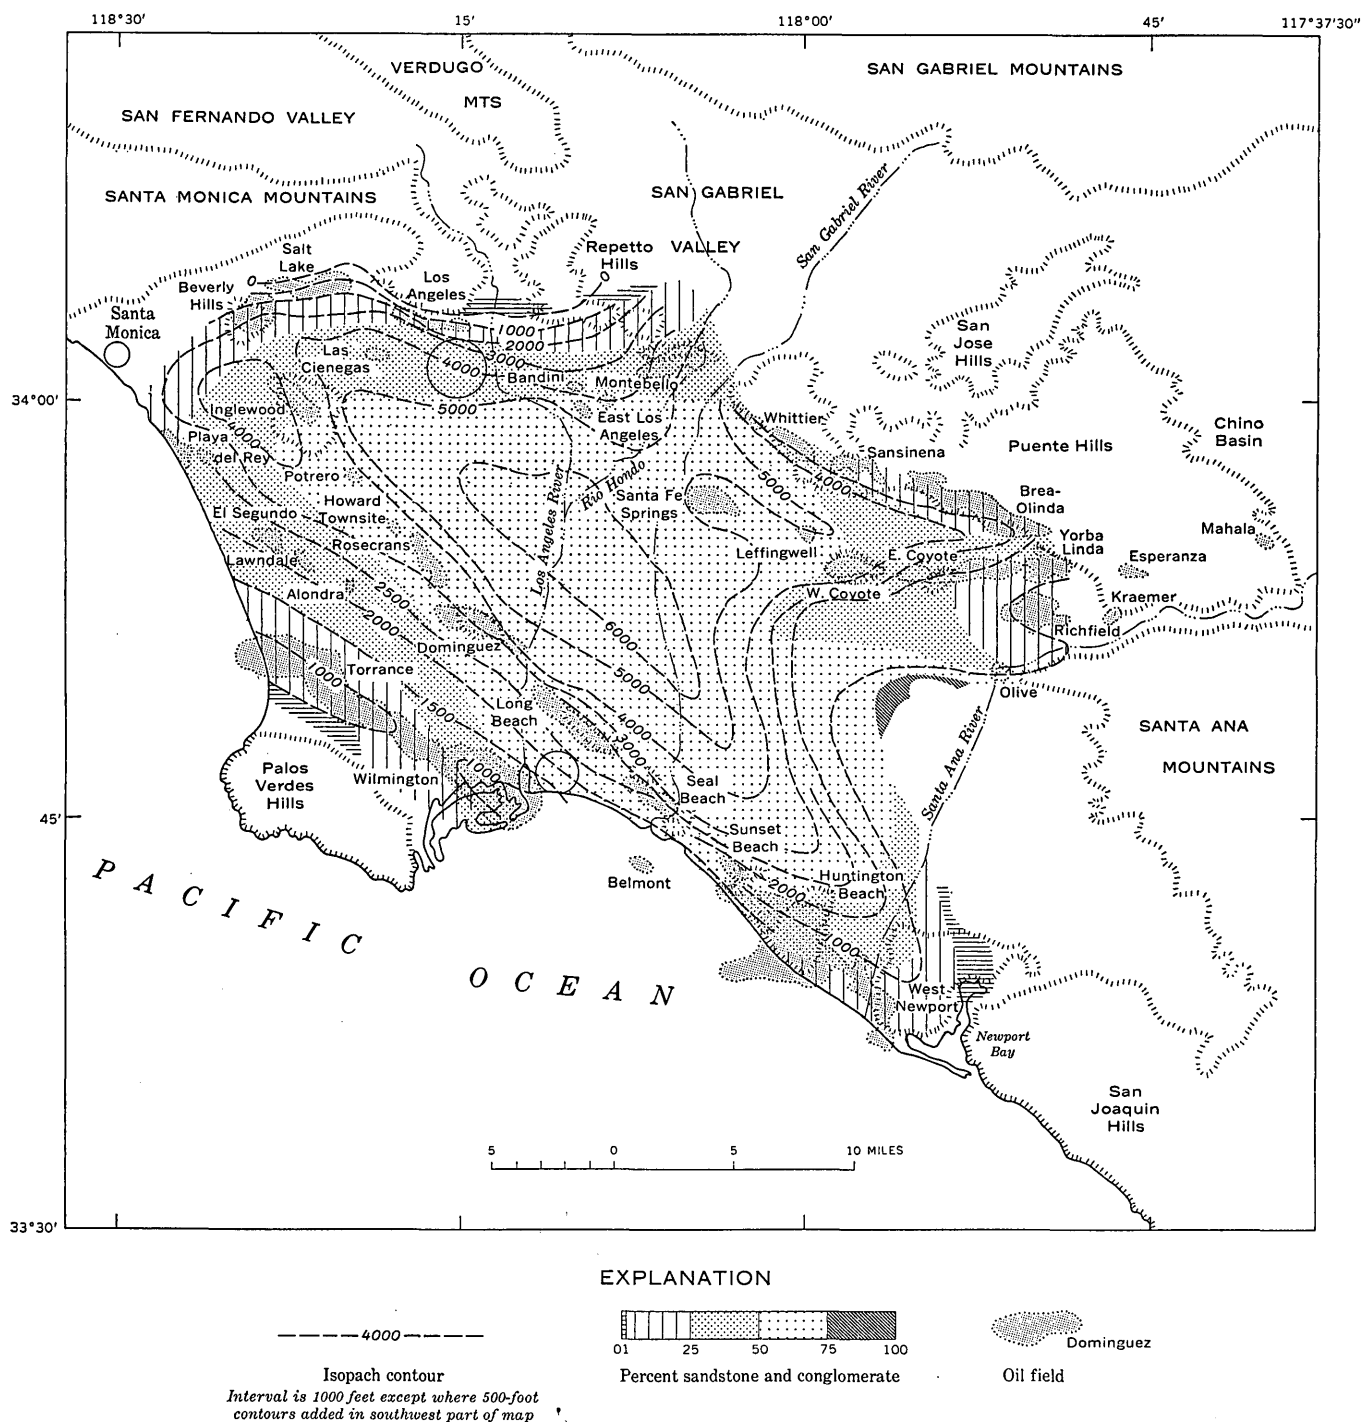 118°30'
15'
118°00'
45'
117°37'30"
VERDUGO
MTS
SAN GABRIEL MOUNTAINS
SAN FERNANDO VALLEY
SANTA MONICA MOUNTAINS
SAN GABRIEL
VALLEY
San Gabriel River
Repetto
Hills
Salt
Lake
0
Beverly
Hills
Los
Angeles
0
Santa
Monica
1000
2000
3000
4000
5000
Las
Cienegas
Bandini
Montebello
San
Jose
Hills
34°00'
Inglewood
4000
East Los
Angeles
Whittier
Chino
Basin
Playa
del Rey
Potrero
Sansinena
Puente Hills
5000
4000
Los Angeles River
Rio Hondo
Santa Fe
Springs
Howard
Townsite
El Segundo
Rosecrans
Brea-
Olinda
Mahala
Yorba
Linda
Lawndale
Leffingwell
E. Coyote
Esperanza
Alondra
2500
W. Coyote
Kraemer
2000
Richfield
Dominguez
6000
1000
Torrance
5000
Olive
1500
Long
Beach
4000
3000
SANTA ANA
MOUNTAINS
Santa Ana River
Palos
Verdes
Hills
Wilmington
1000
Seal
Beach
45'
Sunset
Beach
Belmont
2000
Huntington
Beach
1000
PACIFIC
OCEAN
West
Newport
Newport
Bay
San
Joaquin
Hills
5 0 5 10 MILES
33°30'
EXPLANATION
4000
Isopach contour
Interval is 1000 feet except where 500-foot
contours added in southwest part of map
01 25 50 75 100
Percent sandstone and conglomerate
Dominguez
Oil field